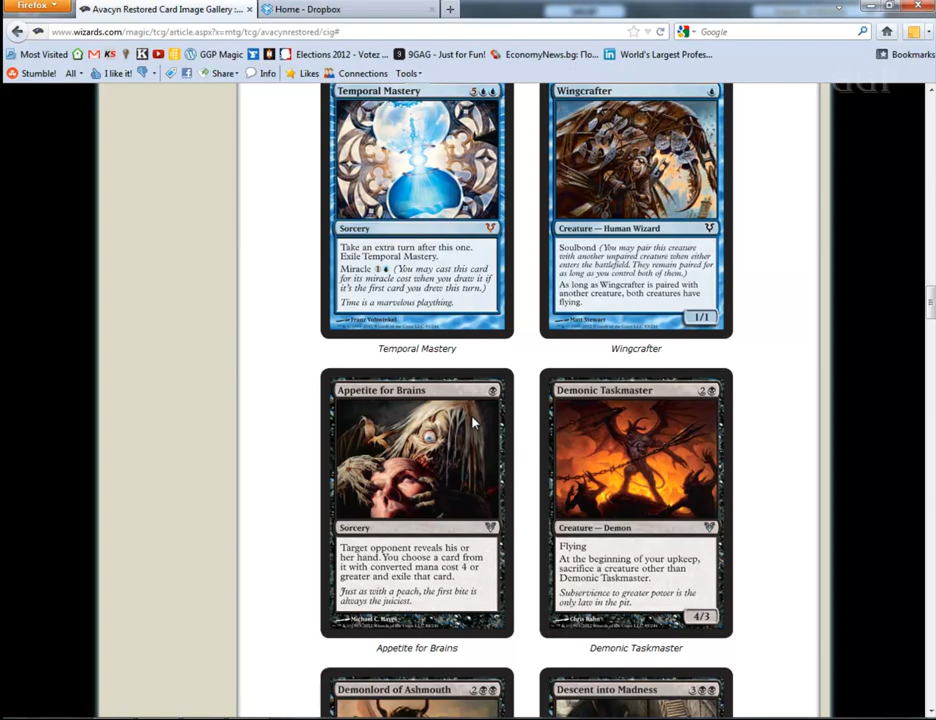 Firefox
Avacyn Restored Card Image Gallery : ...
Home - Dropbox
www.wizards.com/magic/tcg/article.aspx?x=mtg/tcg/avacynrestored/cig#
Google
Most Visited
GGP Magic
Elections 2012 - Votez ...
9GAG - Just for Fun!
EconomyNews.bg: По...
World's Largest Profes...
Bookmarks
Stumble!
All
I like it!
Share
Info
Likes
Connections
Tools
Temporal Mastery
5
Sorcery
Take an extra turn after this one.
Exile Temporal Mastery.
Miracle 1 (You may cast this card
for its miracle cost when you draw it if
it's the first card you drew this turn.)
Time is a marvelous plaything.
Franz Vohwinkel
Wingcrafter
Creature — Human Wizard
Soulbond (You may pair this creature
with another unpaired creature when either
enters the battlefield. They remain paired for
as long as you control both of them.)
As long as Wingcrafter is paired with
another creature, both creatures have
flying.
1/1
Matt Stewart
Temporal Mastery
Wingcrafter
Appetite for Brains
Sorcery
Target opponent reveals his or
her hand. You choose a card from
it with converted mana cost 4 or
greater and exile that card.
Just as with a peach, the first bite is
always the juiciest.
Demonic Taskmaster
2
Creature — Demon
Flying
At the beginning of your upkeep,
sacrifice a creature other than
Demonic Taskmaster.
Subservience to greater power is the
only law in the pit.
4/3
Chris Rahn
Appetite for Brains
Demonic Taskmaster
Demonlord of Ashmouth
2
Descent into Madness
3